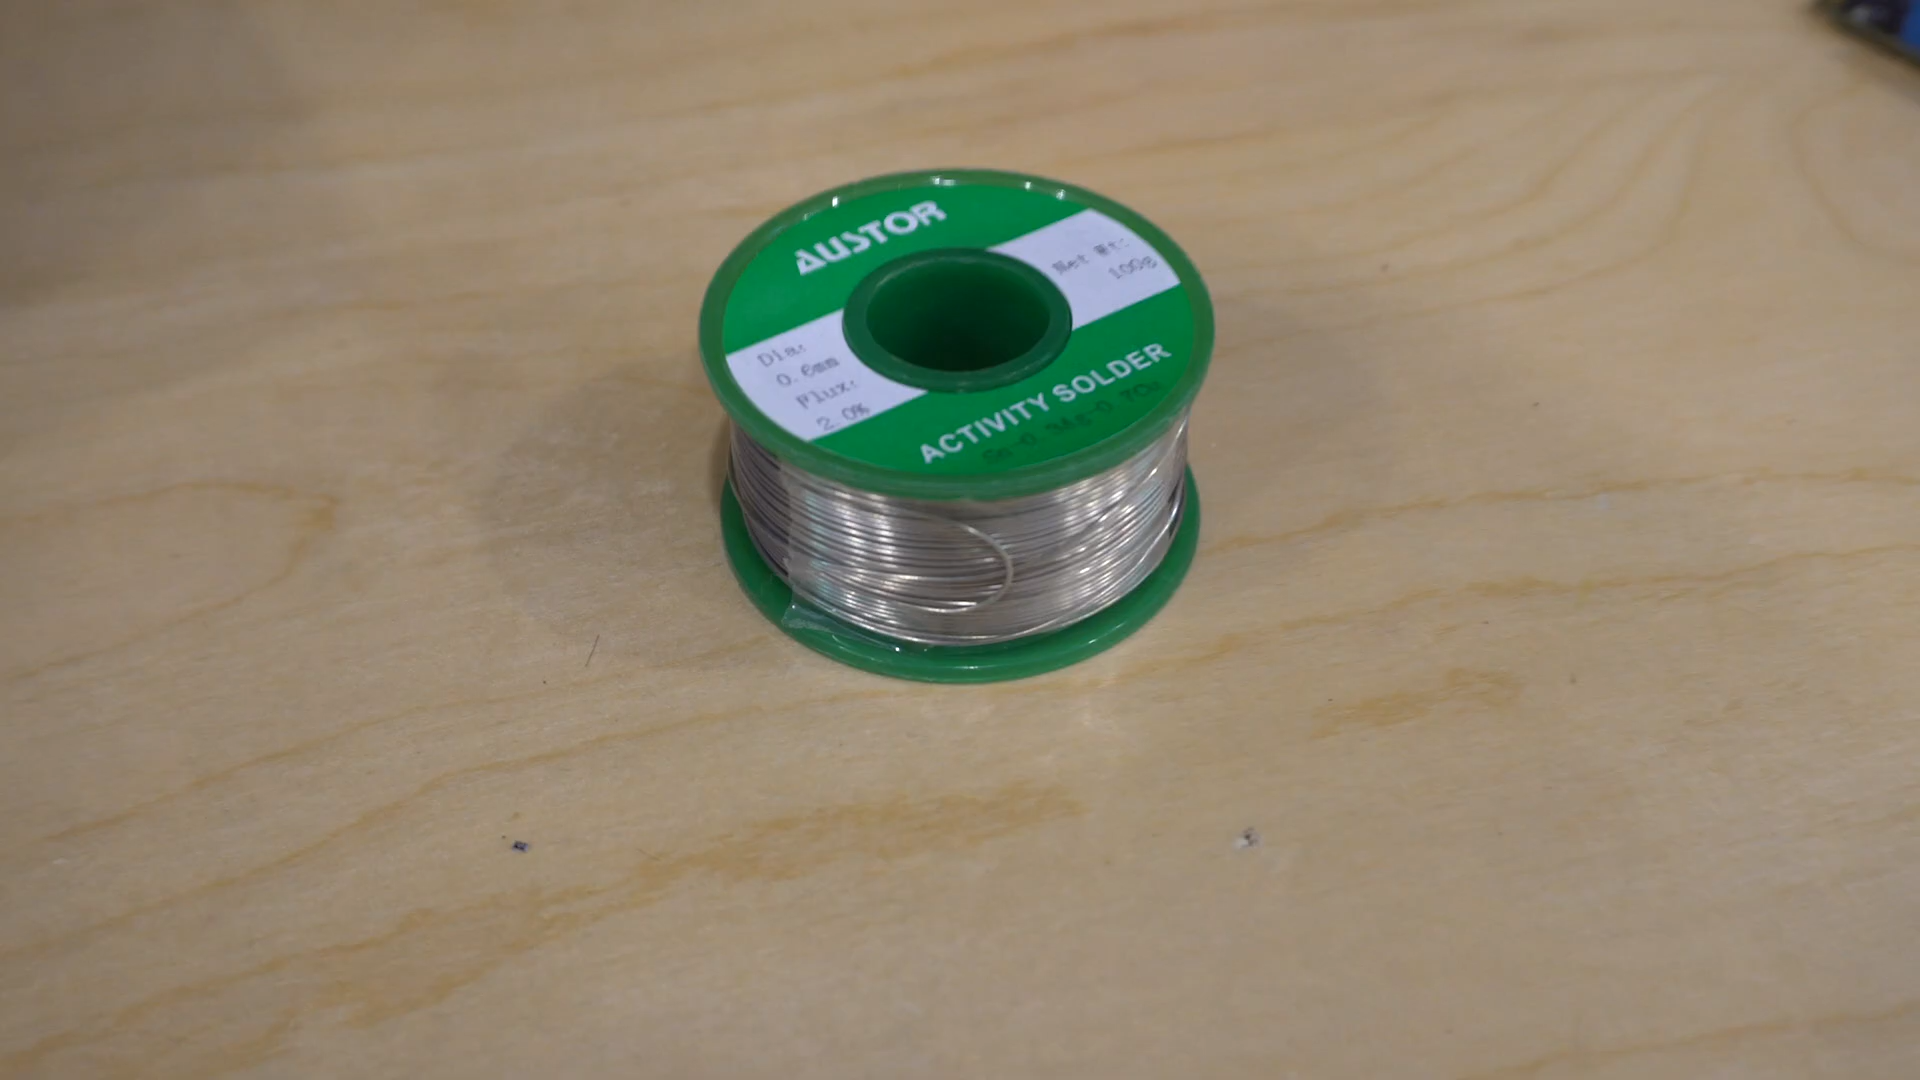 AUSTOR
Net Wt:
100g
Dia:
0.6mm
Flux:
2.0%
ACTIVITY SOLDER